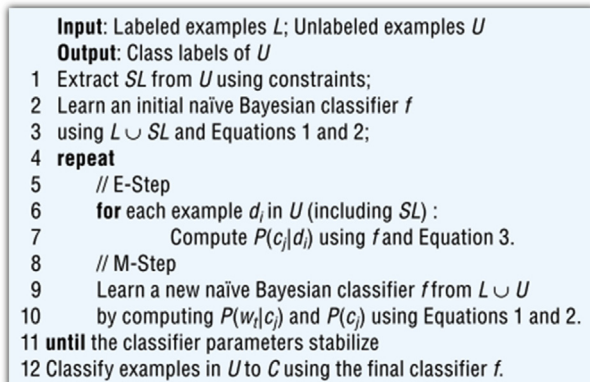 Input: Labeled examples L; Unlabeled examples U
Output: Class labels of U
1 Extract SL from U using constraints;
2 Learn an initial naïve Bayesian classifier f
3 using L ∪ SL and Equations 1 and 2;
4 repeat
5 // E-Step
6 for each example dᵢ in U (including SL) :
7 Compute P(cⱼ|dᵢ) using f and Equation 3.
8 // M-Step
9 Learn a new naïve Bayesian classifier f from L ∪ U
10 by computing P(wₜ|cⱼ) and P(cⱼ) using Equations 1 and 2.
11 until the classifier parameters stabilize
12 Classify examples in U to C using the final classifier f.